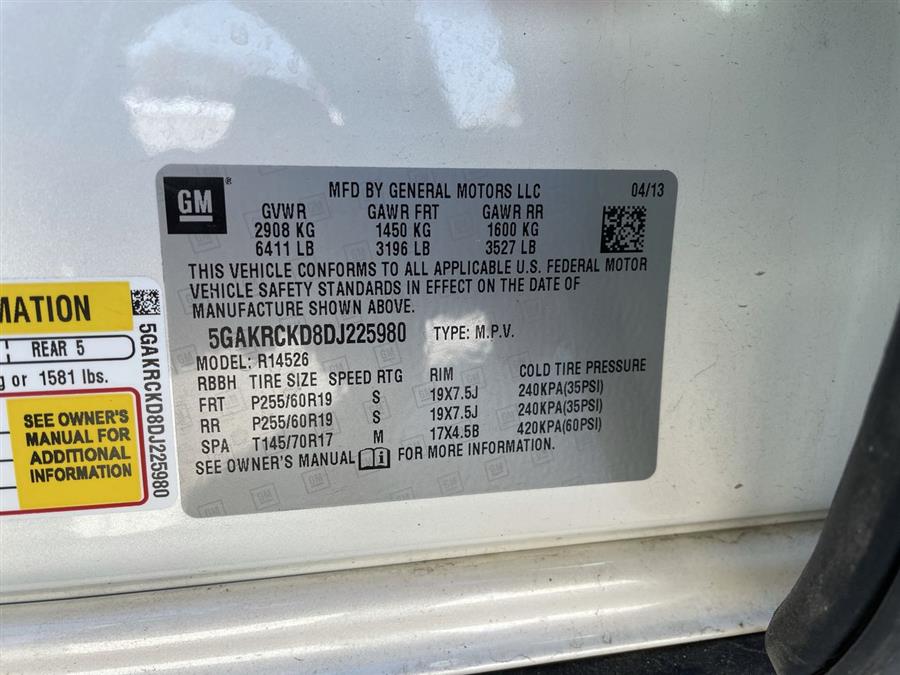 GM®
MFD BY GENERAL MOTORS LLC 04/13
GVWR GAWR FRT GAWR RR
2908 KG 1450 KG 1600 KG
6411 LB 3196 LB 3527 LB
THIS VEHICLE CONFORMS TO ALL APPLICABLE U.S. FEDERAL MOTOR
VEHICLE SAFETY STANDARDS IN EFFECT ON THE DATE OF
MANUFACTURE SHOWN ABOVE.
5GAKRCKD8DJ225980 TYPE: M.P.V.
MODEL: R14526
RBBH TIRE SIZE SPEED RTG RIM COLD TIRE PRESSURE
FRT P255/60R19 S 19X7.5J 240KPA(35PSI)
RR P255/60R19 S 19X7.5J 240KPA(35PSI)
SPA T145/70R17 M 17X4.5B 420KPA(60PSI)
SEE OWNER'S MANUAL FOR MORE INFORMATION.
MATION
REAR 5
g or 1581 lbs.
SEE OWNER'S
MANUAL FOR
ADDITIONAL
INFORMATION
5GAKRCKD8DJ225980